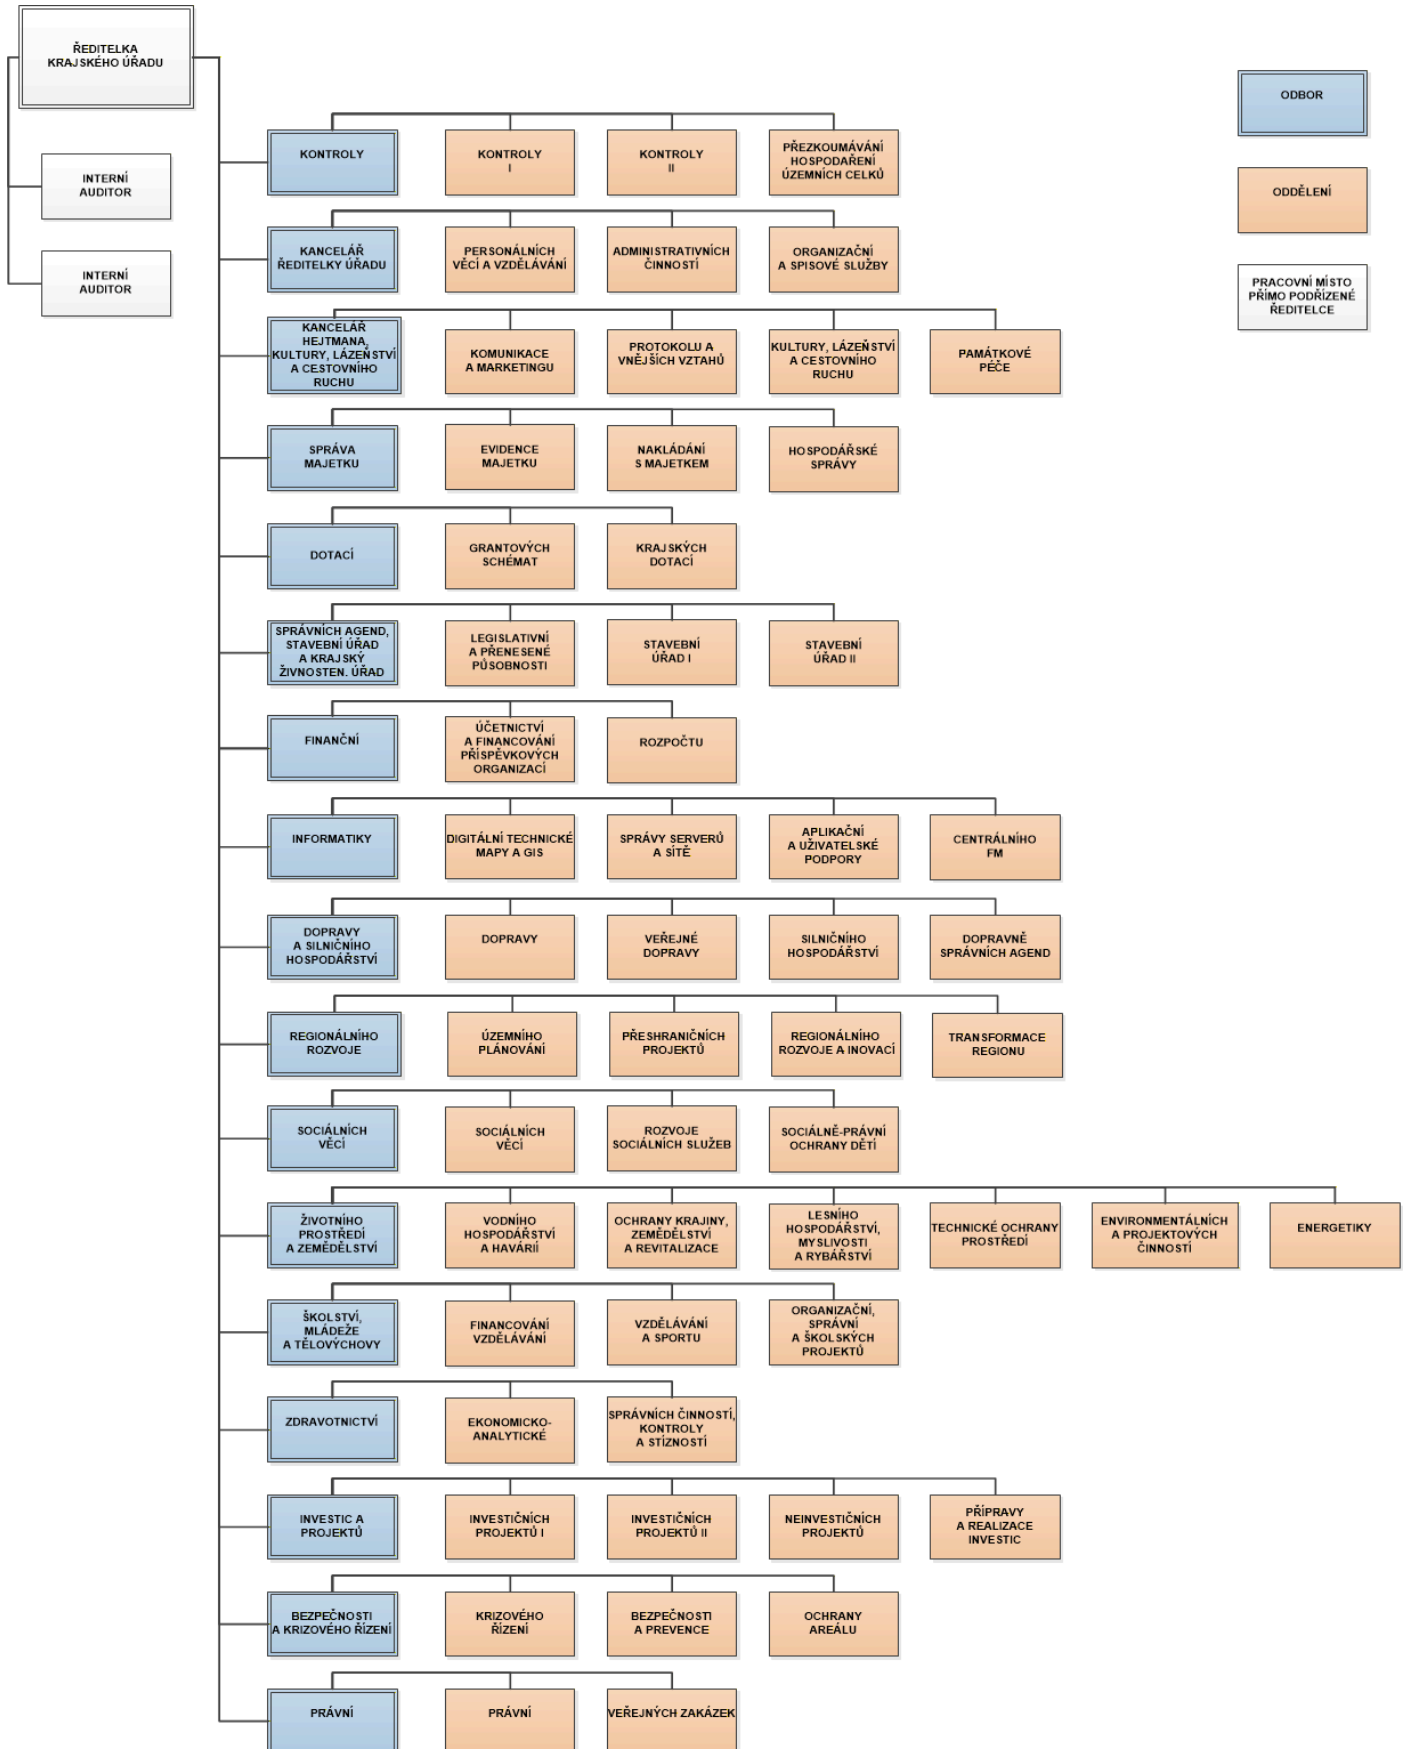 ŘEDITELKA
KRAJSKÉHO ÚŘADU
INTERNÍ
AUDITOR
INTERNÍ
AUDITOR
ODBOR
ODDĚLENÍ
PRACOVNÍ MÍSTO
PŘÍMO PODŘÍZENÉ
ŘEDITELCE
KONTROLY
KONTROLY
I
KONTROLY
II
PŘEZKOUMÁVÁNÍ
HOSPODAŘENÍ
ÚZEMNÍCH CELKŮ
KANCELÁŘ
ŘEDITELKY ÚŘADU
PERSONÁLNÍCH
VĚCÍ A VZDĚLÁVÁNÍ
ADMINISTRATIVNÍCH
ČINNOSTÍ
ORGANIZAČNÍ
A SPISOVÉ SLUŽBY
KANCELÁŘ
HEJTMANA,
KULTURY, LÁZEŇSTVÍ
A CESTOVNÍHO
RUCHU
KOMUNIKACE
A MARKETINGU
PROTOKOLU A
VNĚJŠÍCH VZTAHŮ
KULTURY, LÁZEŇSTVÍ
A CESTOVNÍHO
RUCHU
PAMÁTKOVÉ
PÉČE
SPRÁVA
MAJETKU
EVIDENCE
MAJETKU
NAKLÁDÁNÍ
S MAJETKEM
HOSPODÁŘSKÉ
SPRÁVY
DOTACÍ
GRANTOVÝCH
SCHÉMAT
KRAJSKÝCH
DOTACÍ
SPRÁVNÍCH AGEND,
STAVEBNÍ ÚŘAD
A KRAJSKÝ
ŽIVNOSTEN. ÚŘAD
LEGISLATIVNÍ
A PŘENESENÉ
PŮSOBNOSTI
STAVEBNÍ
ÚŘAD I
STAVEBNÍ
ÚŘAD II
FINANČNÍ
ÚČETNICTVÍ
A FINANCOVÁNÍ
PŘÍSPĚVKOVÝCH
ORGANIZACÍ
ROZPOČTU
INFORMATIKY
DIGITÁLNÍ TECHNICKÉ
MAPY A GIS
SPRÁVY SERVERŮ
A SÍTĚ
APLIKAČNÍ
A UŽIVATELSKÉ
PODPORY
CENTRÁLNÍHO
FM
DOPRAVY
A SILNIČNÍHO
HOSPODÁŘSTVÍ
DOPRAVY
VEŘEJNÉ
DOPRAVY
SILNIČNÍHO
HOSPODÁŘSTVÍ
DOPRAVNĚ
SPRÁVNÍCH AGEND
REGIONÁLNÍHO
ROZVOJE
ÚZEMNÍHO
PLÁNOVÁNÍ
PŘESHRANIČNÍCH
PROJEKTŮ
REGIONÁLNÍHO
ROZVOJE A INOVACÍ
TRANSFORMACE
REGIONU
SOCIÁLNÍCH
VĚCÍ
SOCIÁLNÍCH
VĚCÍ
ROZVOJE
SOCIÁLNÍCH SLUŽEB
SOCIÁLNĚ-PRÁVNÍ
OCHRANY DĚTÍ
ŽIVOTNÍHO
PROSTŘEDÍ
A ZEMĚDĚLSTVÍ
VODNÍHO
HOSPODÁŘSTVÍ
A HAVÁRIÍ
OCHRANY KRAJINY,
ZEMĚDĚLSTVÍ
A REVITALIZACE
LESNÍHO
HOSPODÁŘSTVÍ,
MYSLIVOSTI
A RYBÁŘSTVÍ
TECHNICKÉ OCHRANY
PROSTŘEDÍ
ENVIRONMENTÁLNÍCH
A PROJEKTOVÝCH
ČINNOSTÍ
ENERGETIKY
ŠKOLSTVÍ,
MLÁDEŽE
A TĚLOVÝCHOVY
FINANCOVÁNÍ
VZDĚLÁVÁNÍ
VZDĚLÁVÁNÍ
A SPORTU
ORGANIZAČNÍ,
SPRÁVNÍ
A ŠKOLSKÝCH
PROJEKTŮ
ZDRAVOTNICTVÍ
EKONOMICKO-
ANALYTICKÉ
SPRÁVNÍCH ČINNOSTÍ,
KONTROLY
A STÍZNOSTÍ
INVESTIC A
PROJEKTŮ
INVESTIČNÍCH
PROJEKTŮ I
INVESTIČNÍCH
PROJEKTŮ II
NEINVESTIČNÍCH
PROJEKTŮ
PŘÍPRAVY
A REALIZACE
INVESTIC
BEZPEČNOSTI
A KRIZOVÉHO ŘÍZENÍ
KRIZOVÉHO
ŘÍZENÍ
BEZPEČNOSTI
A PREVENCE
OCHRANY
AREÁLU
PRÁVNÍ
PRÁVNÍ
VEŘEJNÝCH ZAKÁZEK